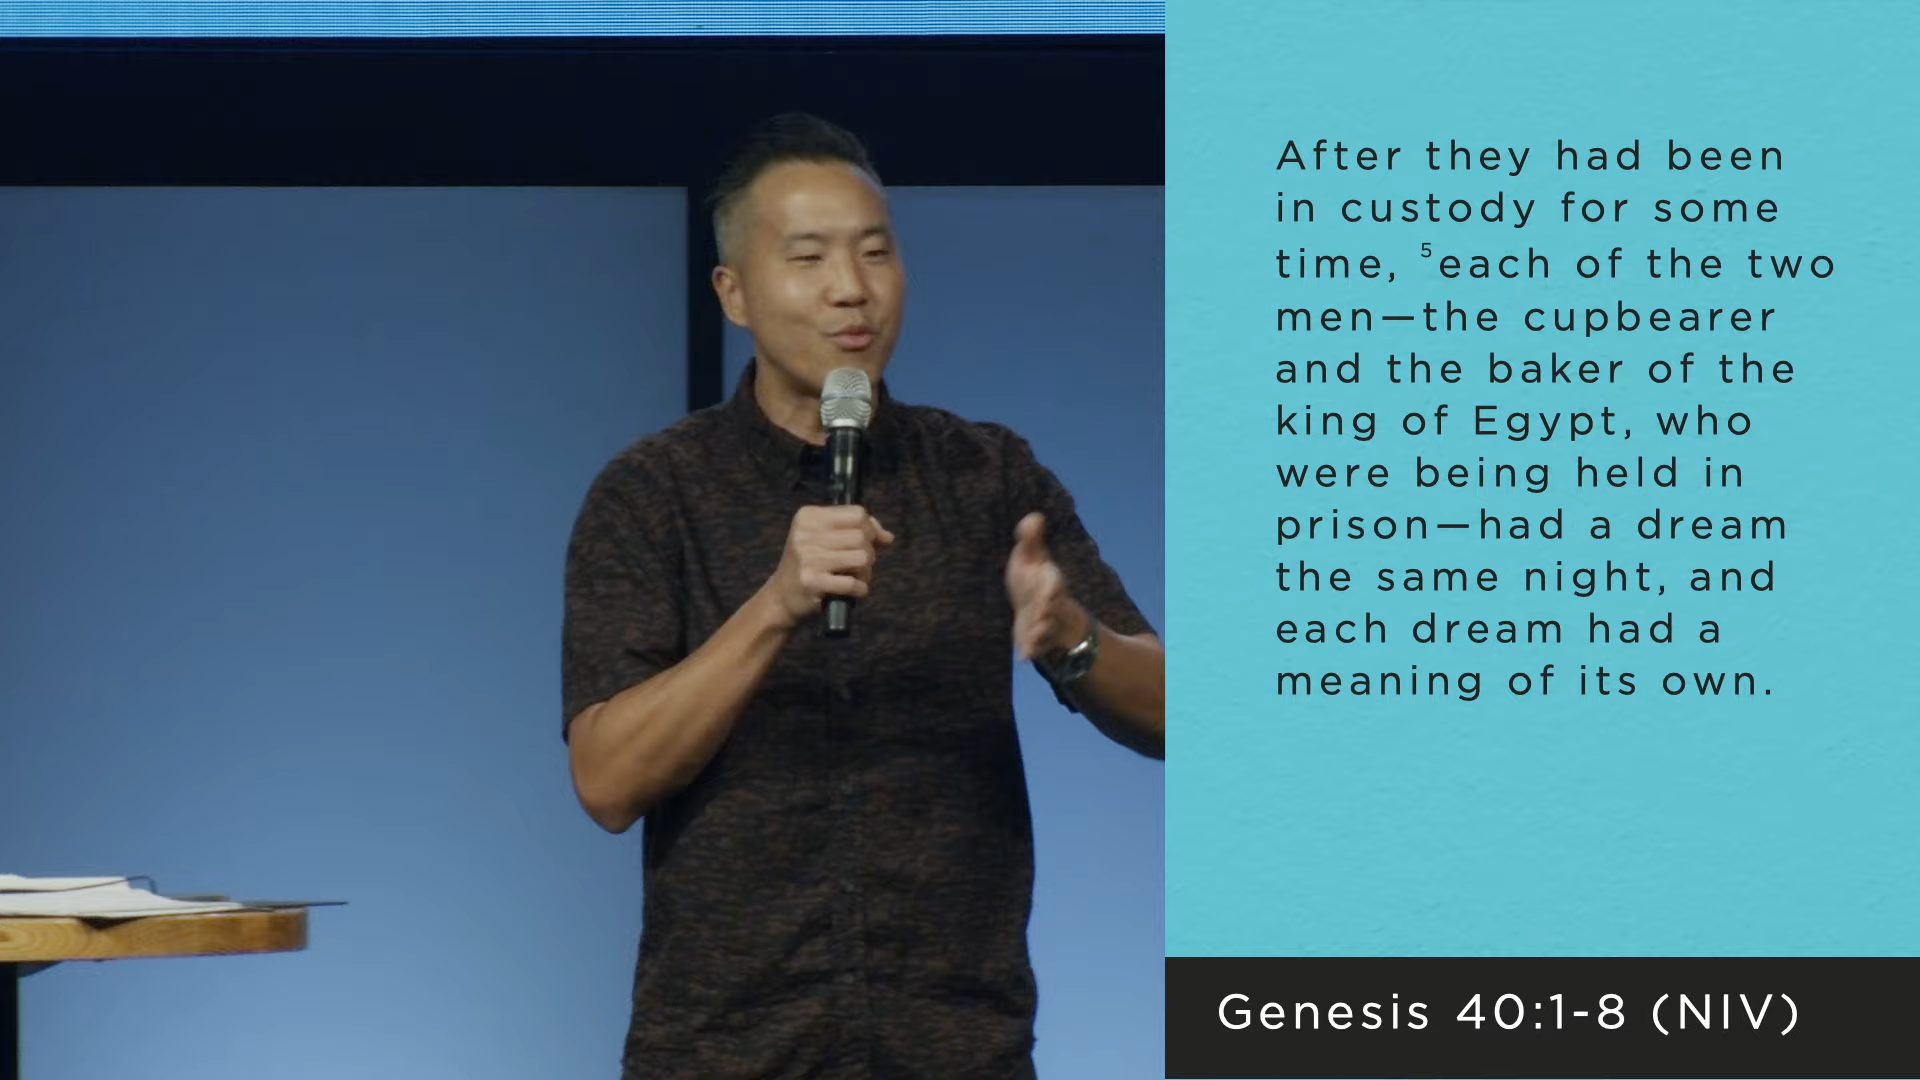 After they had been
in custody for some
time, ⁵each of the two
men—the cupbearer
and the baker of the
king of Egypt, who
were being held in
prison—had a dream
the same night, and
each dream had a
meaning of its own.
Genesis 40:1-8 (NIV)